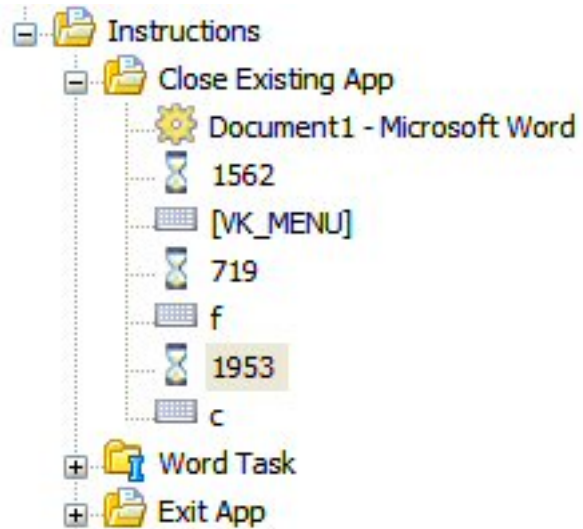 Instructions
Close Existing App
Document1 - Microsoft Word
1562
[VK_MENU]
719
f
1953
c
Word Task
Exit App